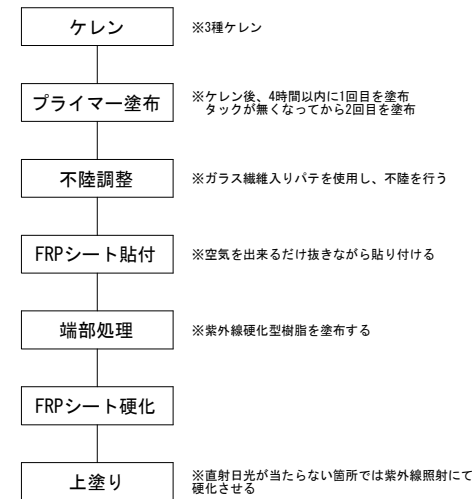 ケレン
※3種ケレン
プライマー塗布
※ケレン後、4時間以内に1回目を塗布
タックが無くなってから2回目を塗布
不陸調整
※ガラス繊維入りパテを使用し、不陸を行う
FRPシート貼付
※空気を出来るだけ抜きながら貼り付ける
端部処理
※紫外線硬化型樹脂を塗布する
FRPシート硬化
上塗り
※直射日光が当たらない箇所では紫外線照射にて
硬化させる